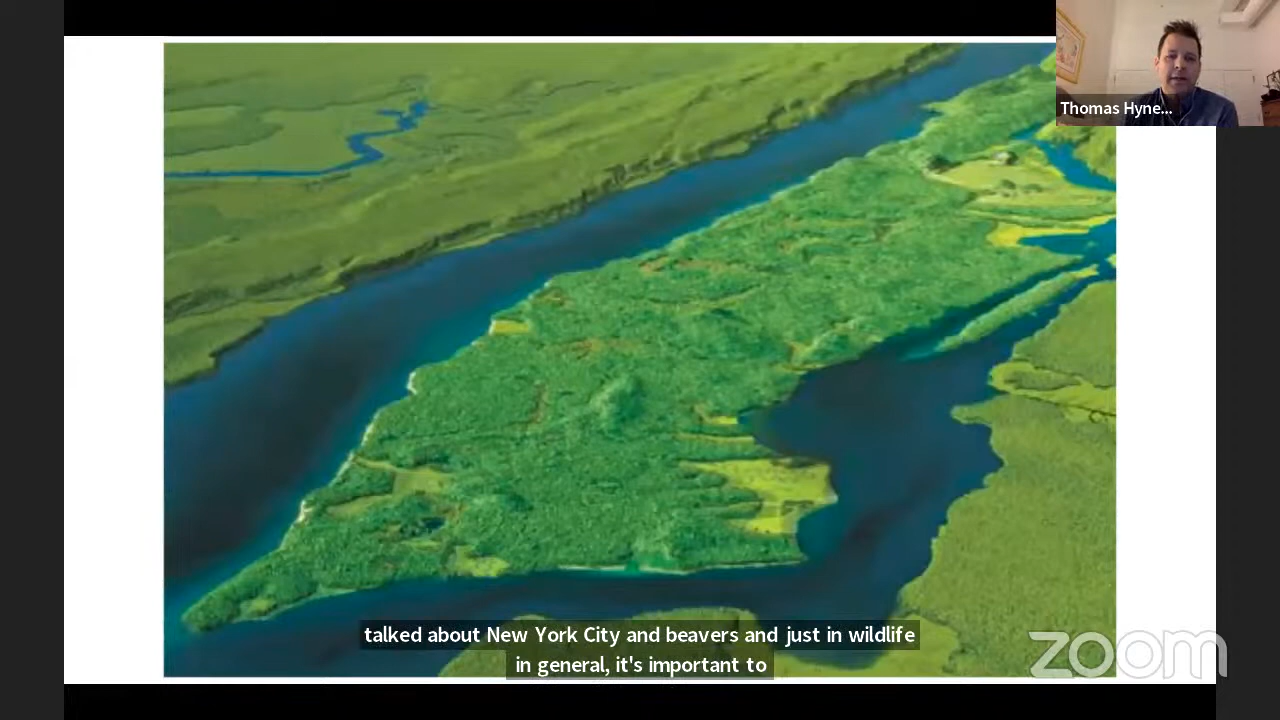 Thomas Hyne...
talked about New York City and beavers and just in wildlife
in general, it's important to
zoom